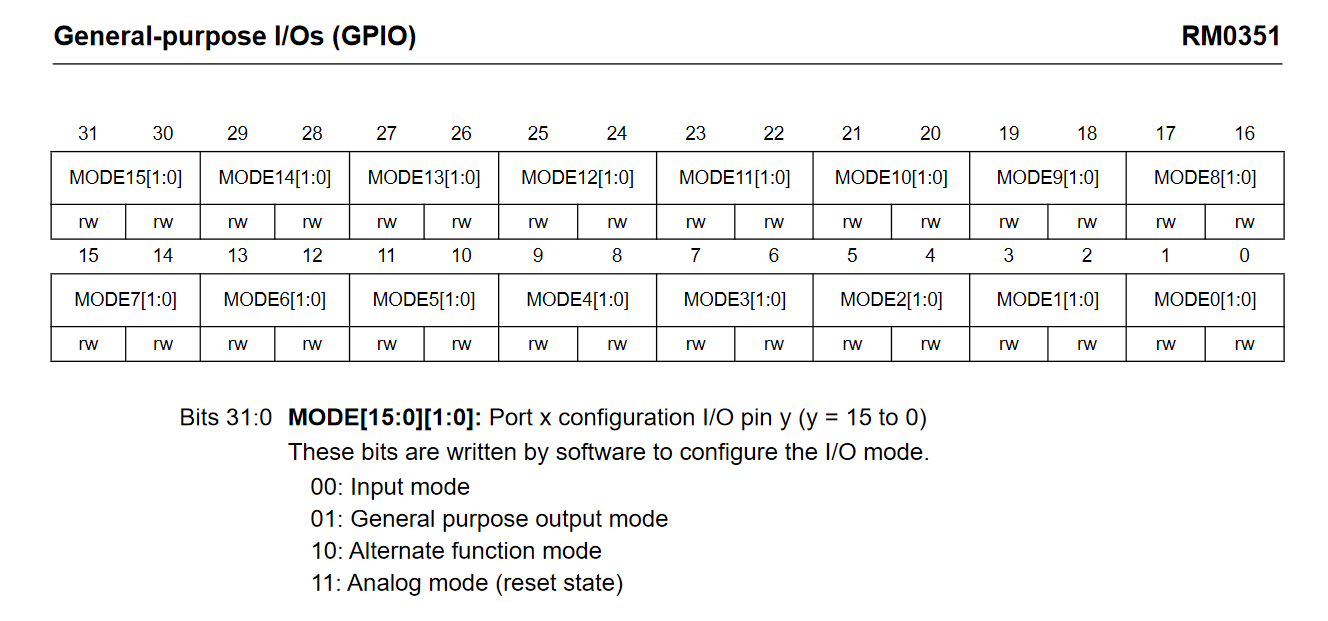 General-purpose I/Os (GPIO) RM0351
31 30 29 28 27 26 25 24 23 22 21 20 19 18 17 16
MODE15[1:0] MODE14[1:0] MODE13[1:0] MODE12[1:0] MODE11[1:0] MODE10[1:0] MODE9[1:0] MODE8[1:0]
rw rw rw rw rw rw rw rw rw rw rw rw rw rw rw rw
15 14 13 12 11 10 9 8 7 6 5 4 3 2 1 0
MODE7[1:0] MODE6[1:0] MODE5[1:0] MODE4[1:0] MODE3[1:0] MODE2[1:0] MODE1[1:0] MODE0[1:0]
rw rw rw rw rw rw rw rw rw rw rw rw rw rw rw rw
Bits 31:0 MODE[15:0][1:0]: Port x configuration I/O pin y (y = 15 to 0)
These bits are written by software to configure the I/O mode.
00: Input mode
01: General purpose output mode
10: Alternate function mode
11: Analog mode (reset state)